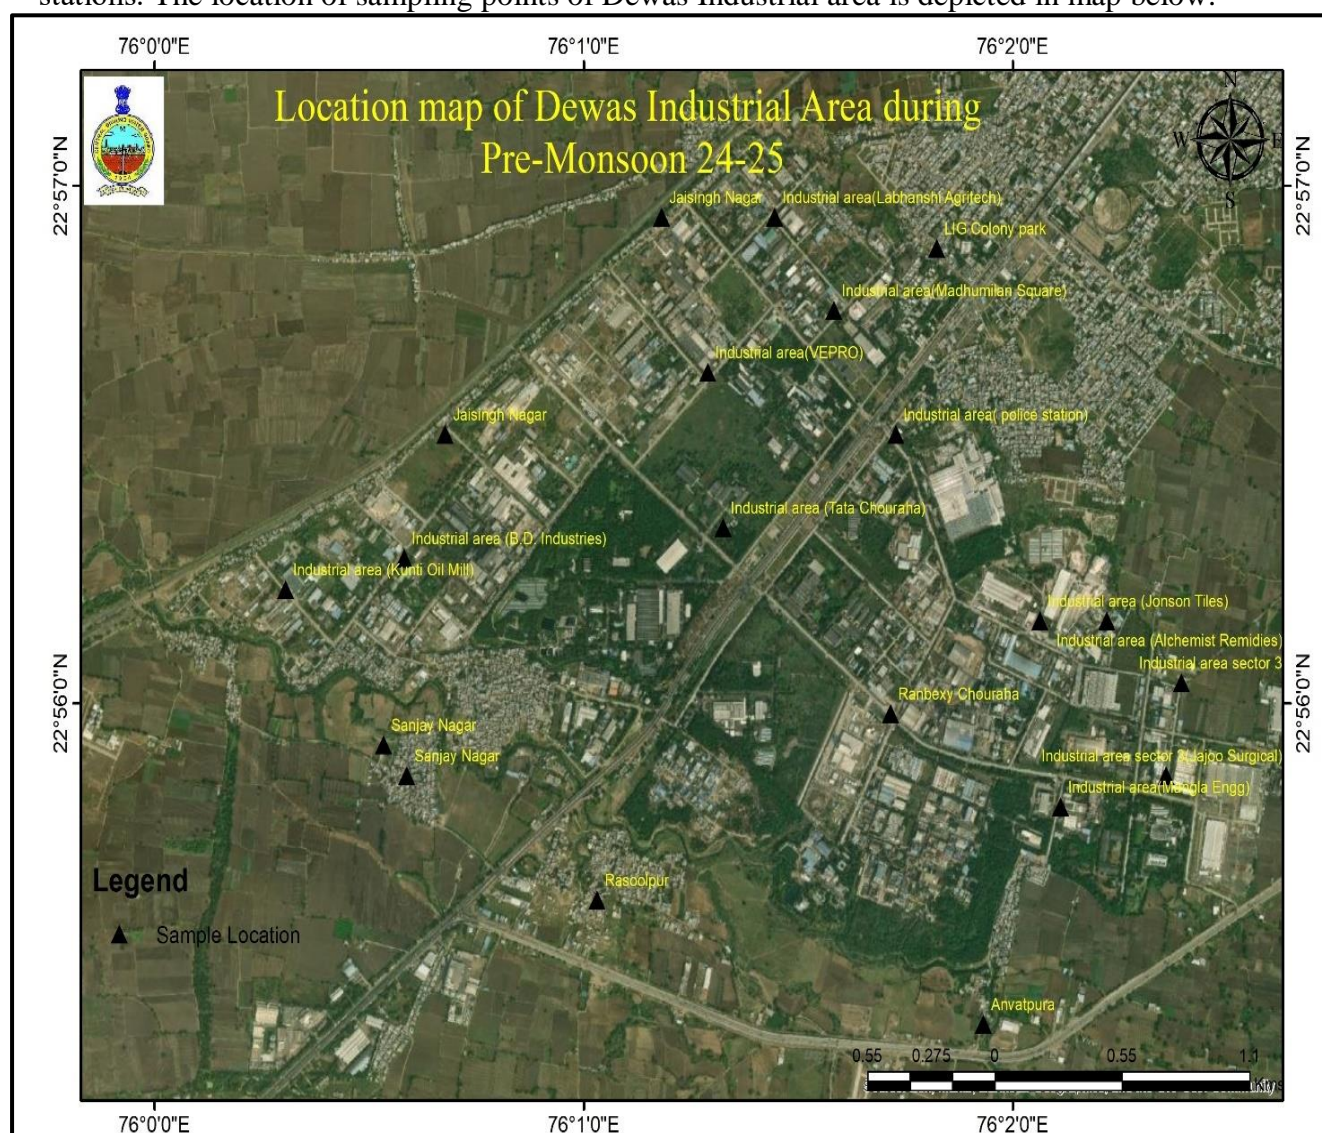 stations. The location of sampling points of Dewas Industrial area is depicted in map below:
76°0'0"E 76°1'0"E 76°2'0"E
Location map of Dewas Industrial Area during
Pre-Monsoon 24-25
N
W E
S
22°57'0"N 22°57'0"N
Jaisingh Nagar Industrial area(Labhanshi Agritech)
LIG Colony park
Industrial area(Madhumilan Square)
Industrial area(VEPRO)
Jaisingh Nagar Industrial area( police station)
Industrial area (Tata Chouraha)
Industrial area (B.D. Industries)
Industrial area (Kunti Oil Mill)
Industrial area (Jonson Tiles)
Industrial area (Alchemist Remidies)
Industrial area sector 3
22°56'0"N 22°56'0"N
Ranbexy Chouraha
Sanjay Nagar
Sanjay Nagar Industrial area sector 3(Jajoo Surgical)
Industrial area(Mangla Engg)
Legend
Rasoolpur
Sample Location
Anvatpura
0.55 0.275 0 0.55 1.1
Kms
76°0'0"E 76°1'0"E 76°2'0"E